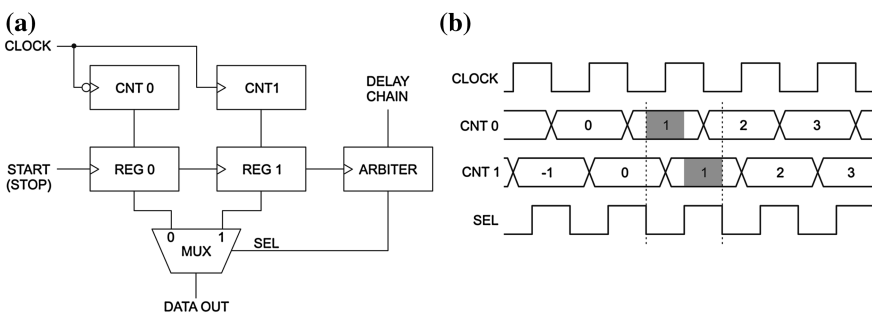 (a)
CLOCK
CNT 0
CNT1
DELAY
CHAIN
START
(STOP)
REG 0
REG 1
ARBITER
0
1
MUX
SEL
DATA OUT
(b)
CLOCK
CNT 0
0
1
2
3
CNT 1
-1
0
1
2
3
SEL